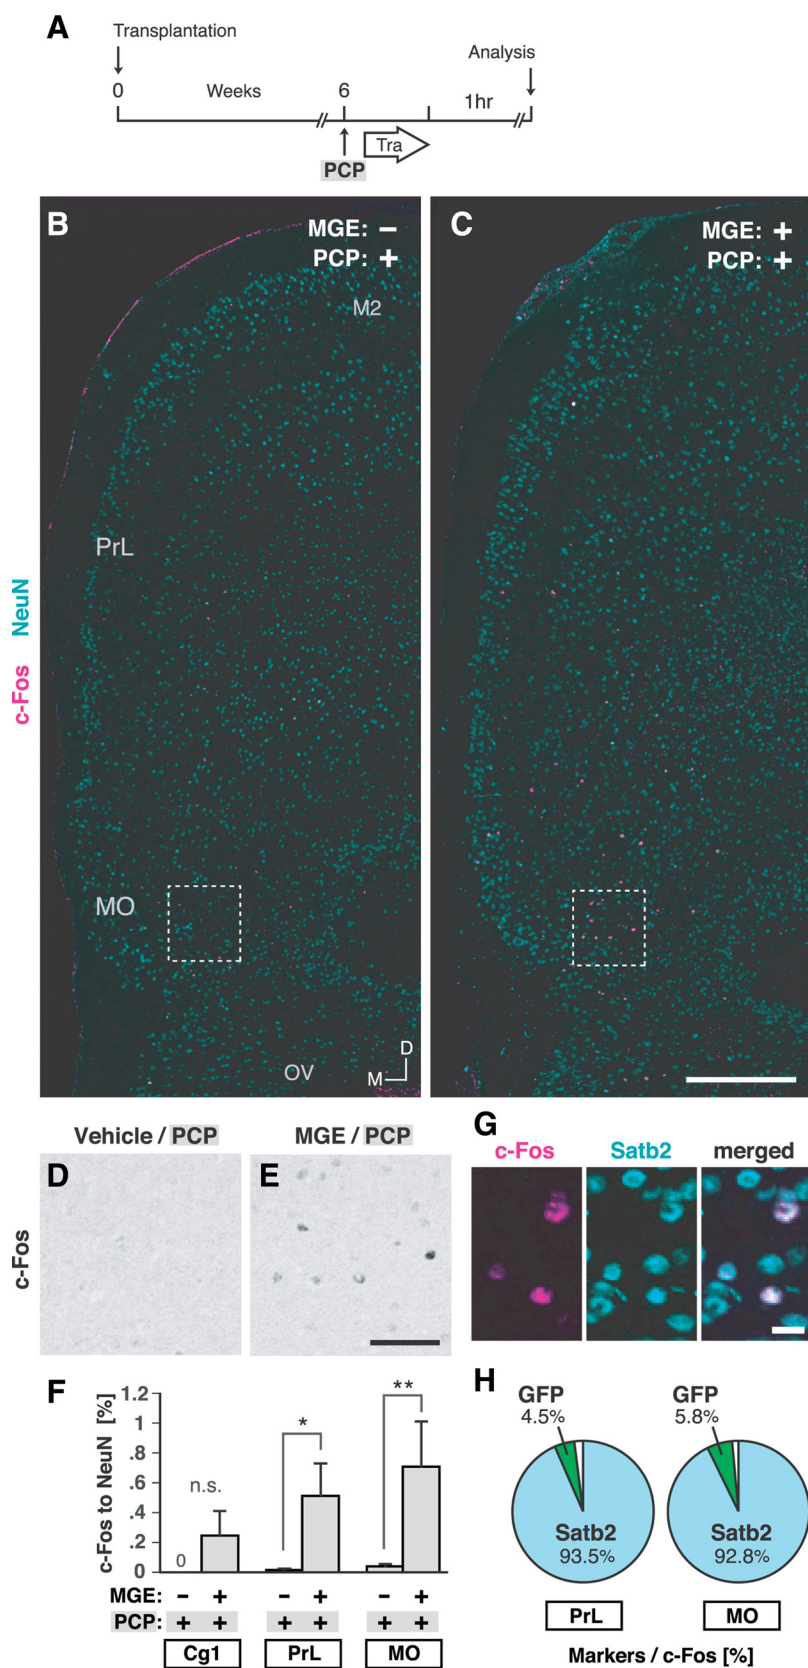 A
Transplantation
Analysis
0 Weeks 6 1hr
Tra
PCP
B
MGE: −
PCP: +
M2
PrL
MO
OV
D
M
C
MGE: +
PCP: +
c-Fos NeuN
Vehicle / PCP
MGE / PCP
D
E
c-Fos
G
c-Fos Satb2 merged
F
c-Fos to NeuN [%]
1.2
1
.8
.6
.4
.2
0
0
n.s.
*
**
MGE: − + − + − +
PCP: + + + + + +
Cg1 PrL MO
H
GFP
4.5%
Satb2
93.5%
PrL
GFP
5.8%
Satb2
92.8%
MO
Markers / c-Fos [%]